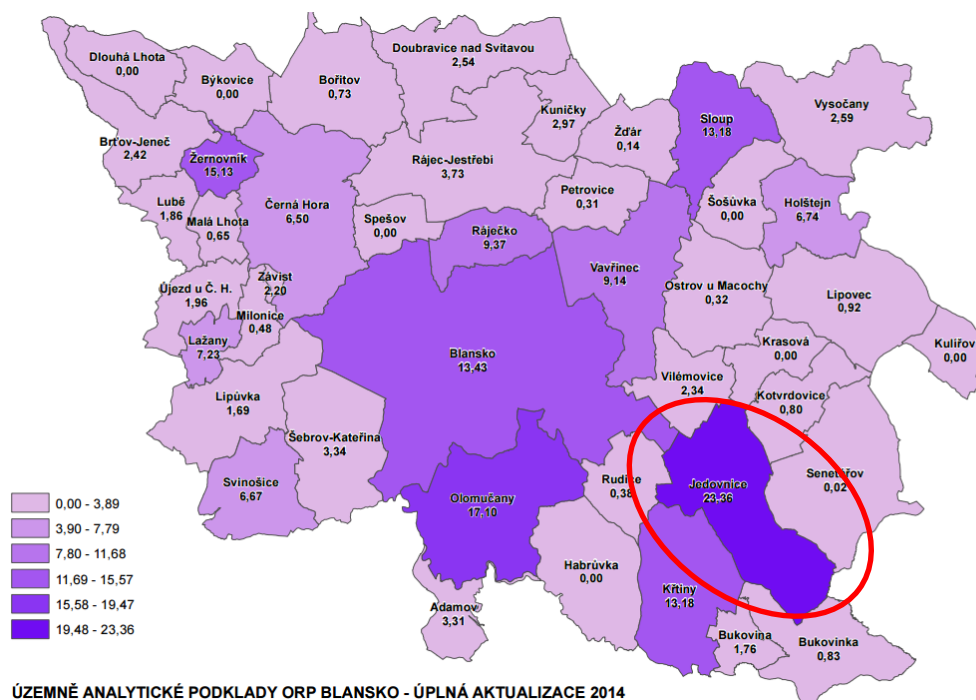 Doubravice nad Svitavou
2,54
Dlouhá Lhota
0,00
Býkovice
0,00
Bořitov
0,73
Vysočany
2,59
Kuničky
2,97
Sloup
13,18
Žďár
0,14
Brťov-Jeneč
2,42
Žernovník
15,13
Rájec-Jestřebí
3,73
Petrovice
0,31
Šošůvka
0,00
Holštejn
6,74
Lubě
1,86
Malá Lhota
0,65
Černá Hora
6,50
Spešov
0,00
Ráječko
9,37
Vavřinec
9,14
Ostrov u Macochy
0,32
Lipovec
0,92
Újezd u Č. H.
1,96
Závist
2,20
Milonice
0,48
Lažany
7,23
Blansko
13,43
Krasová
0,00
Kulířov
0,00
Vilémovice
2,34
Kotvrdovice
0,80
Lipůvka
1,69
Šebrov-Kateřina
3,34
Svinošice
6,67
Olomučany
17,10
Rudice
0,38
Jedovnice
23,36
Senetářov
0,02
Habrůvka
0,00
Křtiny
13,18
Adamov
3,31
Bukovina
1,76
Bukovinka
0,83
0,00 - 3,89
3,90 - 7,79
7,80 - 11,68
11,69 - 15,57
15,58 - 19,47
19,48 - 23,36
ÚZEMNĚ ANALYTICKÉ PODKLADY ORP BLANSKO - ÚPLNÁ AKTUALIZACE 2014